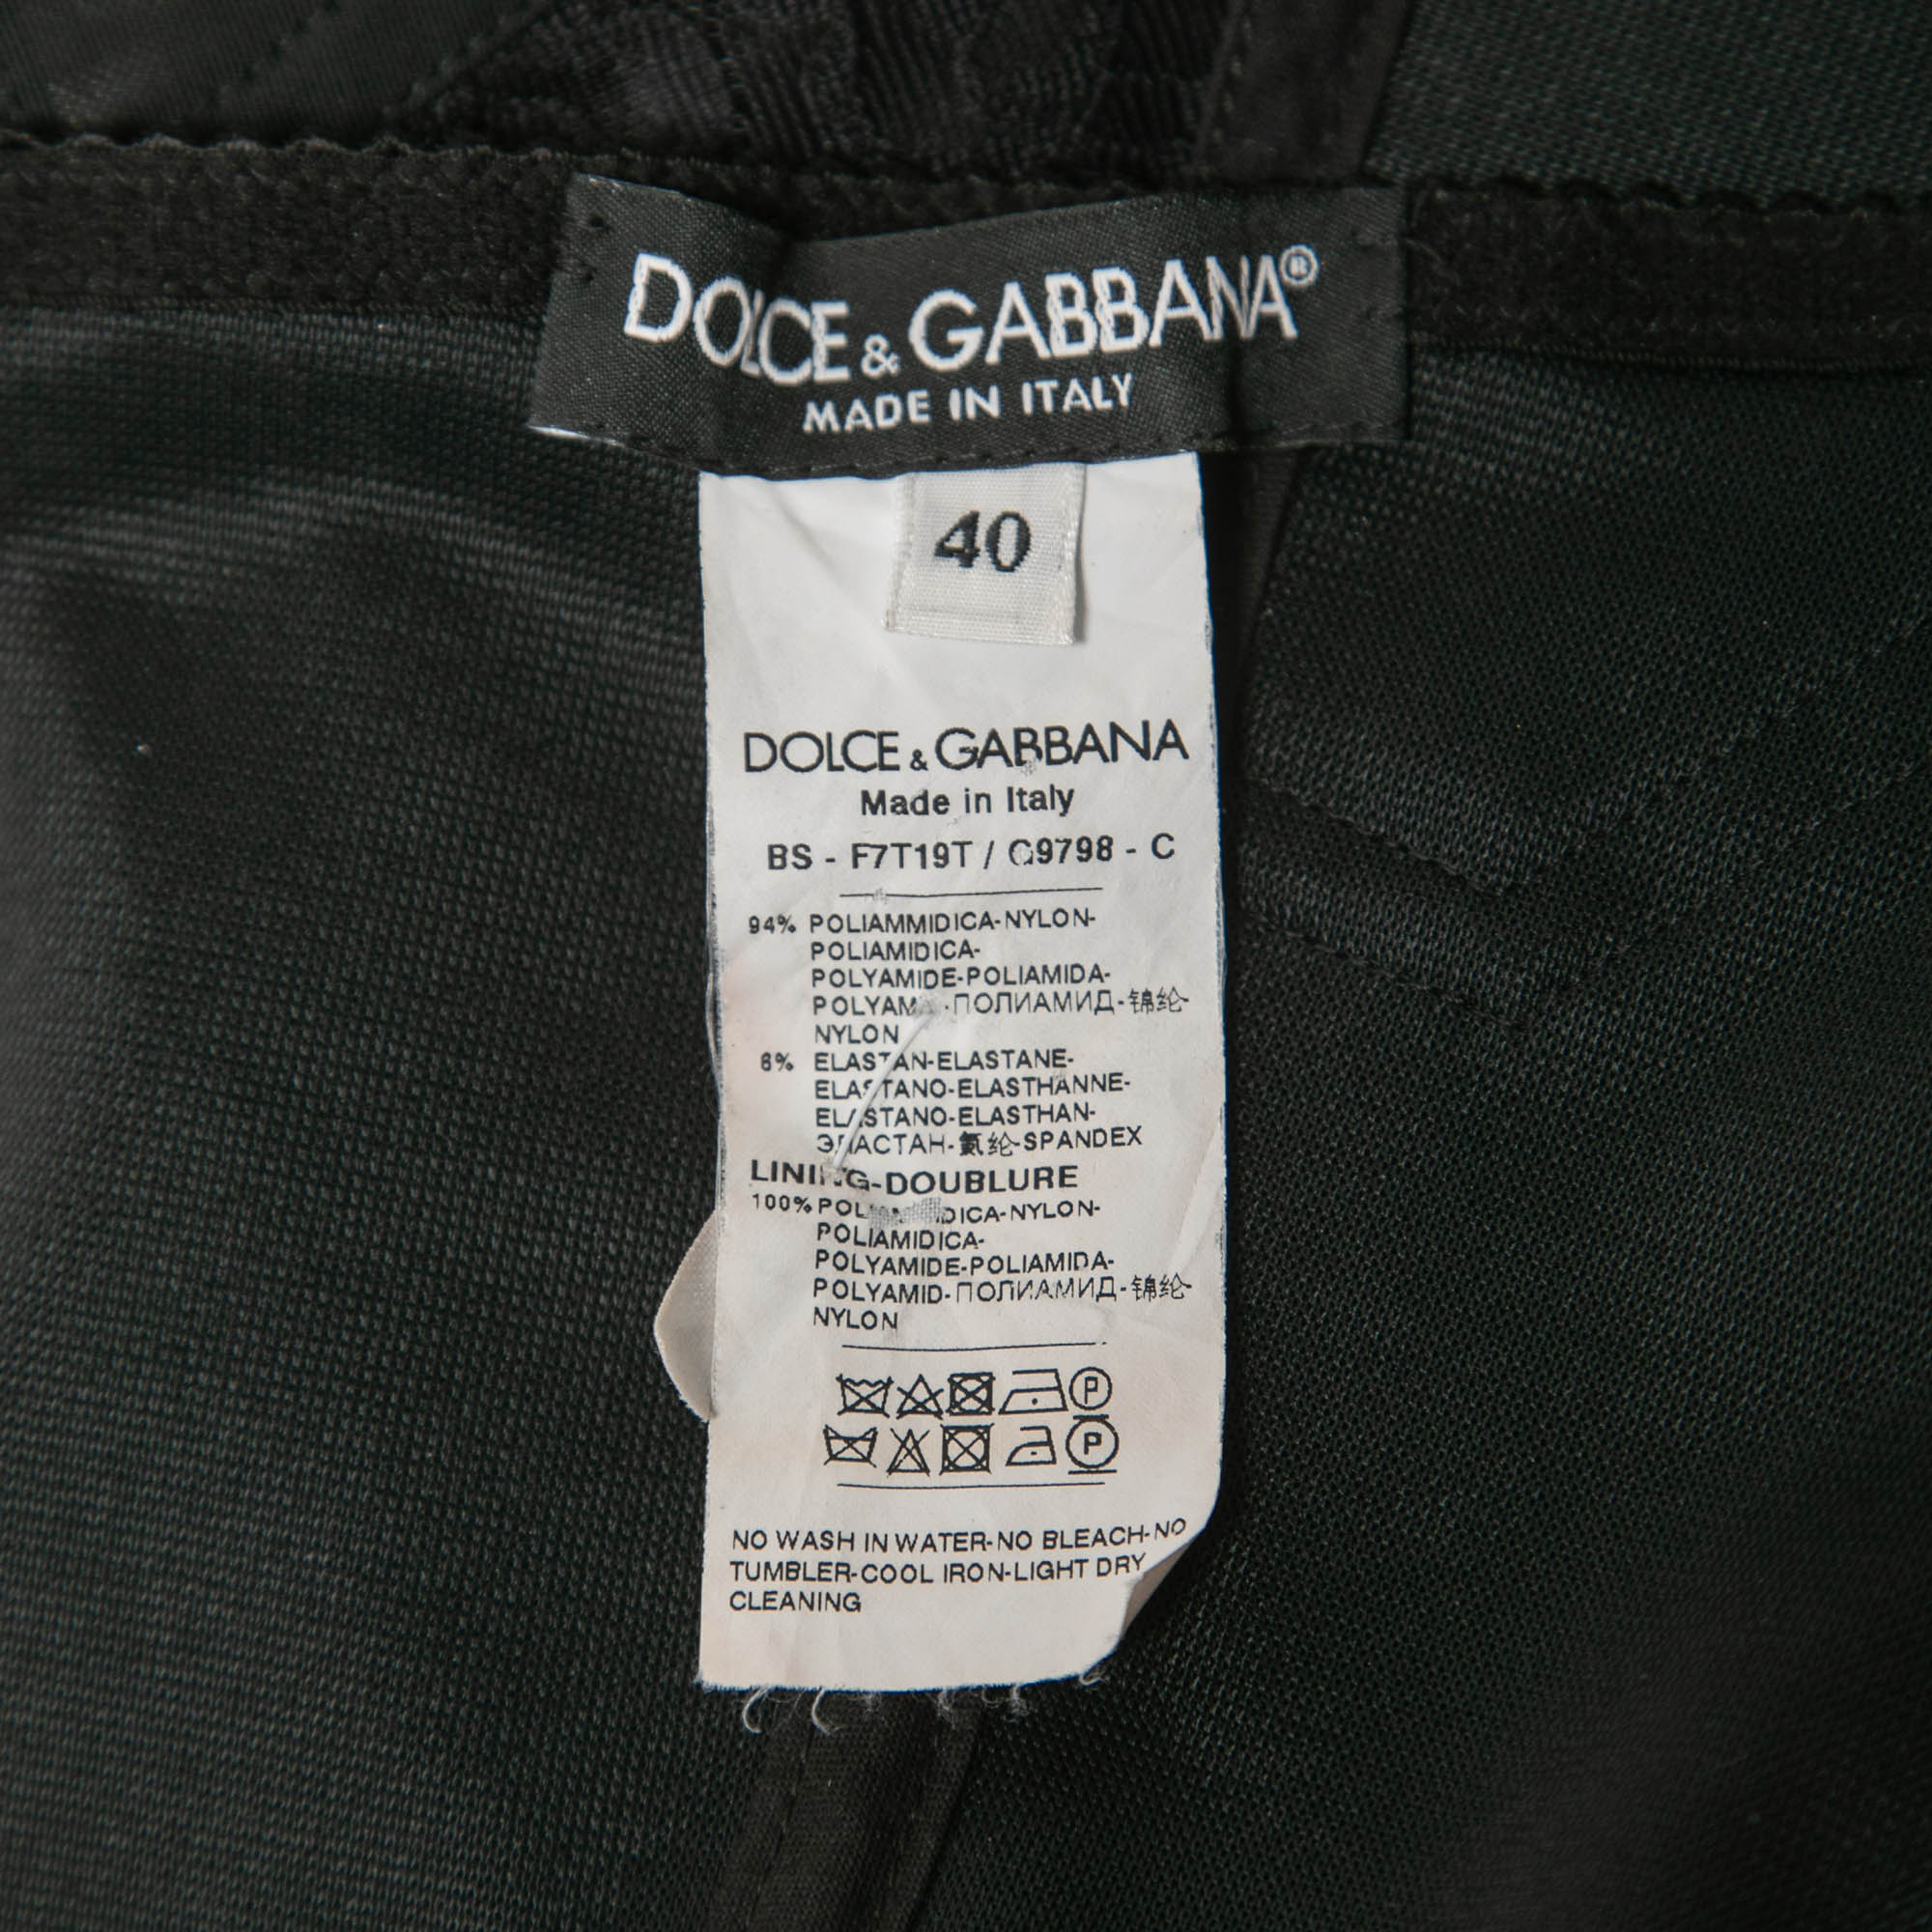 DOLCE & GABBANA®
MADE IN ITALY
40
DOLCE & GABBANA
Made in Italy
BS - F7T19T / G9798 - C
94% POLIAMMIDICA-NYLON-
POLIAMIDICA-
POLYAMIDE-POLIAMIDA-
ПОЛИАМИД-锦纶-
NYLON
6% ELASTAN-ELASTANE-
ELASTANO-ELASTHANNE-
ELASTANO-ELASTHAN-
ЭЛАСТАН-氨纶-SPANDEX
LINING-DOUBLURE
100% POLIAMMIDICA-NYLON-
POLIAMIDICA-
POLYAMIDE-POLIAMIDA-
POLYAMID-ПОЛИАМИД-锦纶-
NYLON
P
P
NO WASH IN WATER-NO BLEACH-NO
TUMBLER-COOL IRON-LIGHT DRY
CLEANING